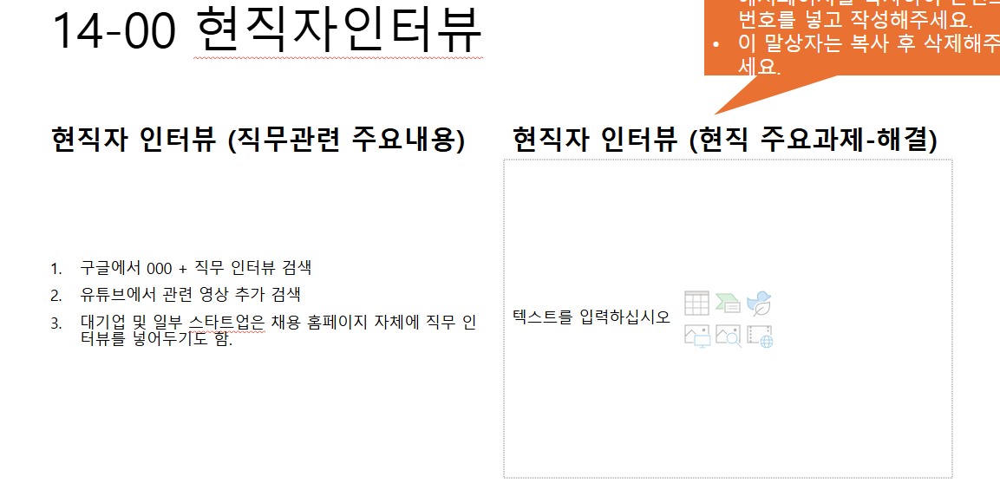 14-00 현직자인터뷰
번호를 넣고 작성해주세요.
• 이 말상자는 복사 후 삭제해주
세요.
현직자 인터뷰 (직무관련 주요내용)
1. 구글에서 000 + 직무 인터뷰 검색
2. 유튜브에서 관련 영상 추가 검색
3. 대기업 및 일부 스타트업은 채용 홈페이지 자체에 직무 인
터뷰를 넣어두기도 함.
현직자 인터뷰 (현직 주요과제-해결)
텍스트를 입력하십시오